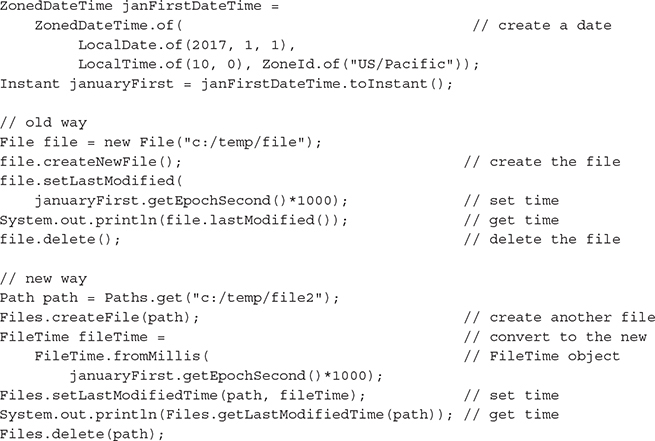 ZonedDateTime janFirstDateTime =
    ZonedDateTime.of(                                 // create a date
         LocalDate.of(2017, 1, 1),
         LocalTime.of(10, 0), ZoneId.of("US/Pacific"));
Instant januaryFirst = janFirstDateTime.toInstant();

// old way
File file = new File("c:/temp/file");
file.createNewFile();                                // create the file
file.setLastModified(
    januaryFirst.getEpochSecond()*1000);             // set time
System.out.println(file.lastModified());             // get time
file.delete();                                       // delete the file

// new way
Path path = Paths.get("c:/temp/file2");
Files.createFile(path);                              // create another file
FileTime fileTime =                                  // convert to the new
    FileTime.fromMillis(                             // FileTime object
        januaryFirst.getEpochSecond()*1000);
Files.setLastModifiedTime(path, fileTime);           // set time
System.out.println(Files.getLastModifiedTime(path)); // get time
Files.delete(path);